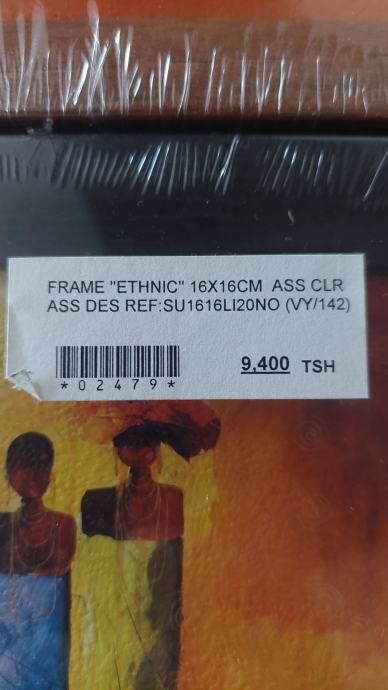 FRAME "ETHNIC" 16X16CM ASS CLR
ASS DES REF:SU1616LI20NO (VY/142)
*02479*
9,400 TSH